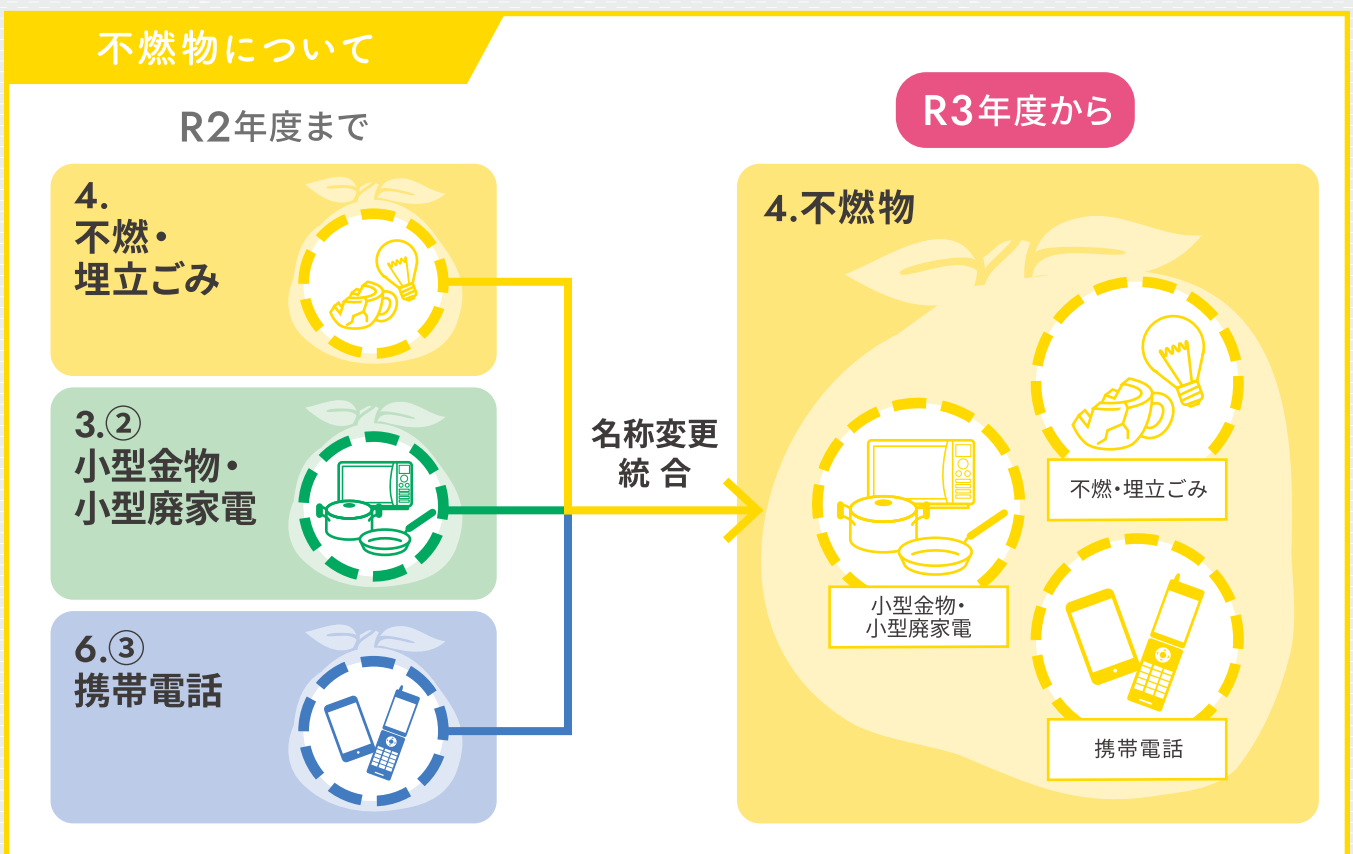 不燃物について
R2年度まで
R3年度から
4.
不燃・
埋立ごみ
3.②
小型金物・
小型廃家電
6.③
携帯電話
名称変更
統合
4.不燃物
不燃・埋立ごみ
小型金物・
小型廃家電
携帯電話